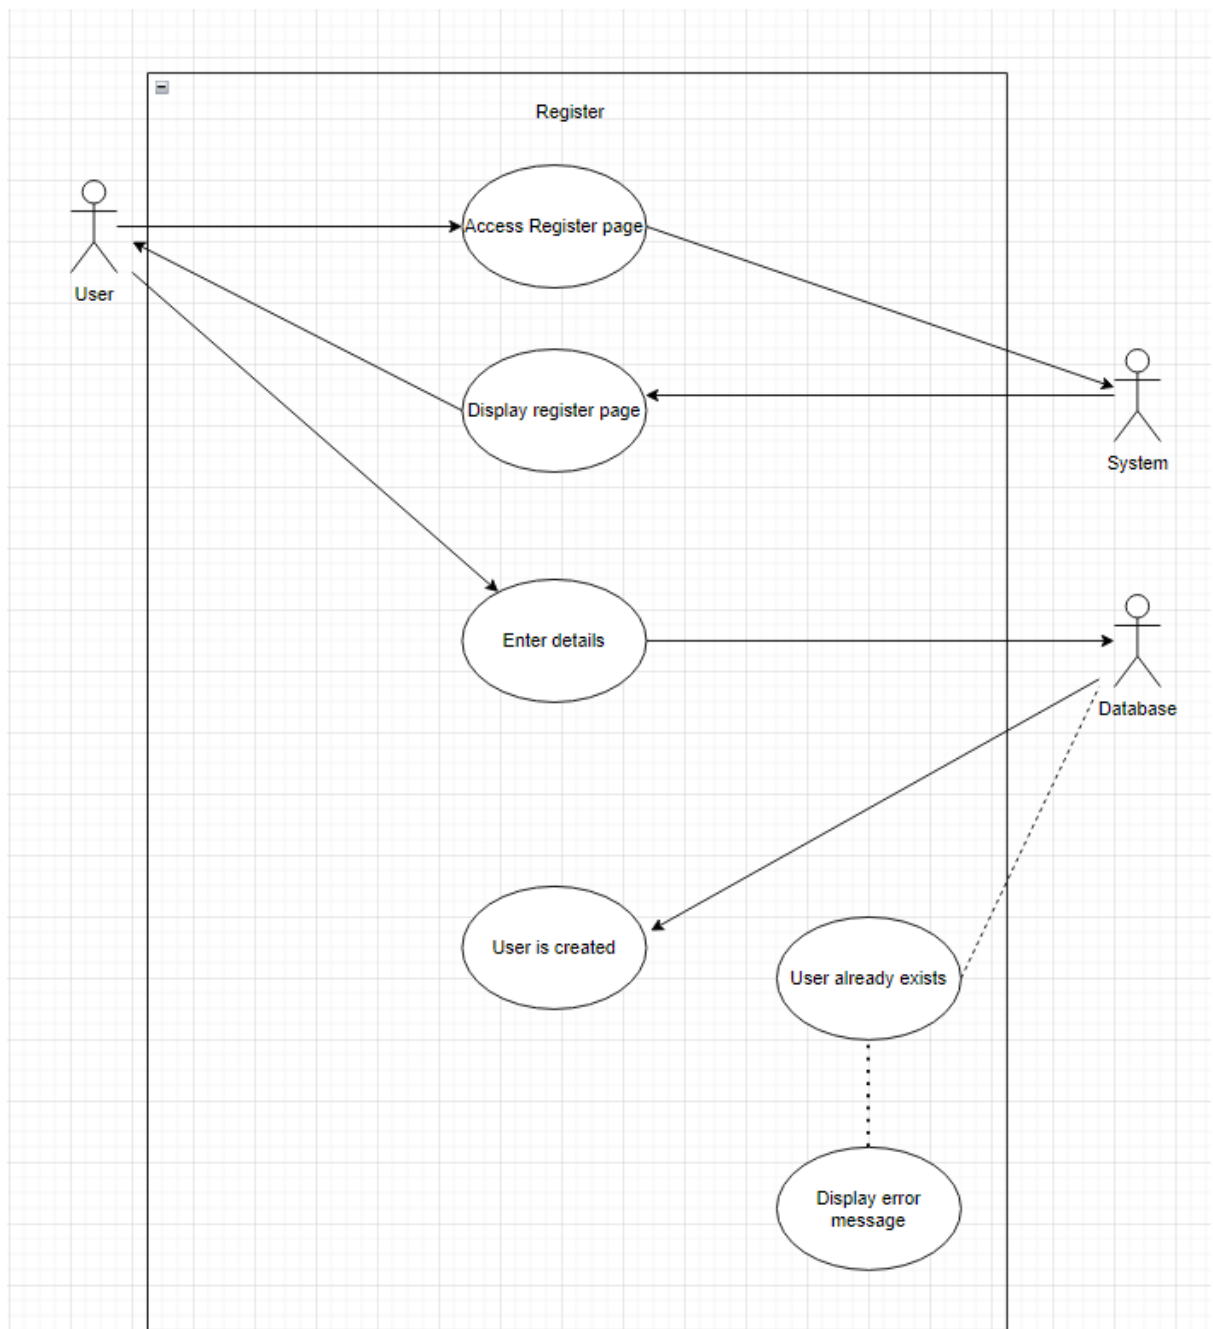 Register
Access Register page
User
Display register page
System
Enter details
Database
User is created
User already exists
Display error
message